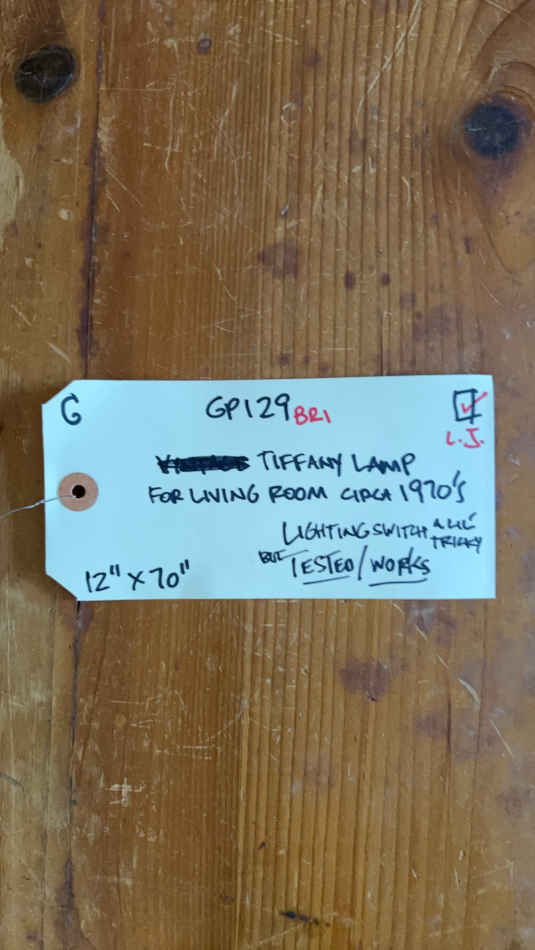 G GP129 BR1
L.J.
TIFFANY LAMP
FOR LIVING ROOM CIRCA 1970'S
LIGHTING SWITCH A LIL' TRICKY
BUT TESTED/WORKS
12" X 70"